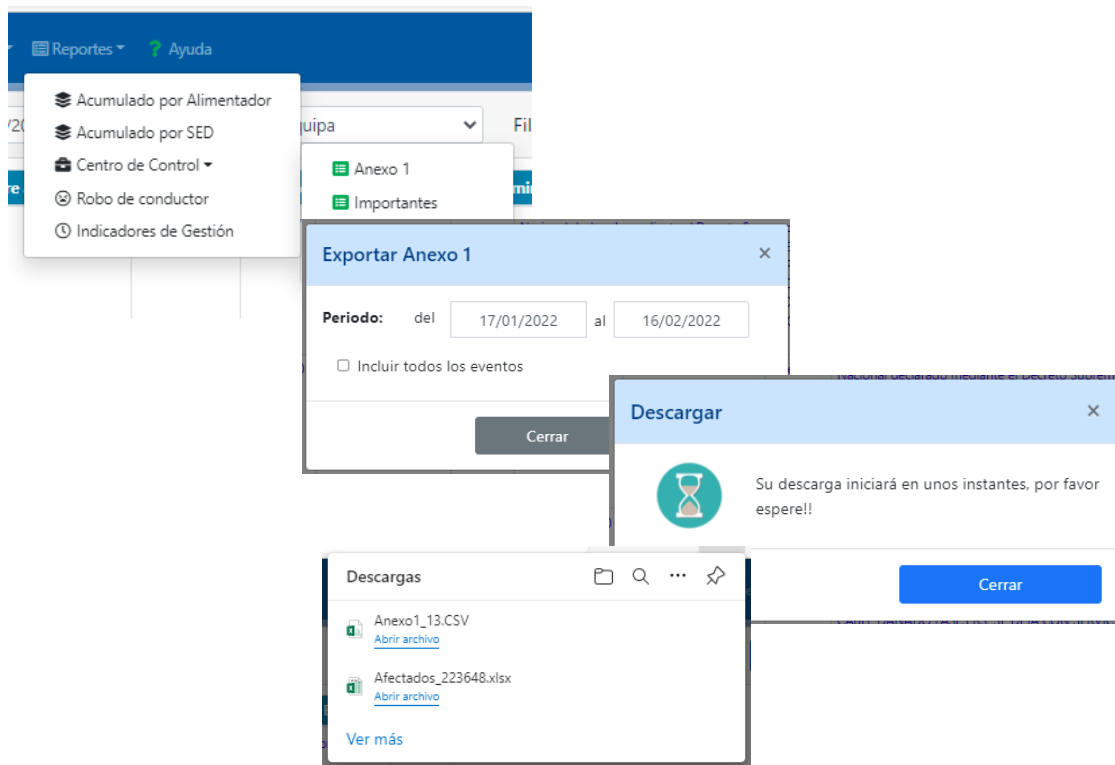 Reportes
Ayuda
Acumulado por Alimentador
Acumulado por SED
Centro de Control
Robo de conductor
Indicadores de Gestión
quipa
Fil
Anexo 1
Importantes
Exportar Anexo 1
×
Periodo: del 17/01/2022 al 16/02/2022
Incluir todos los eventos
Cerrar
Descargar
×
Su descarga iniciará en unos instantes, por favor
espere!!
Cerrar
Descargas
Anexo1_13.CSV
Abrir archivo
Afectados_223648.xlsx
Abrir archivo
Ver más